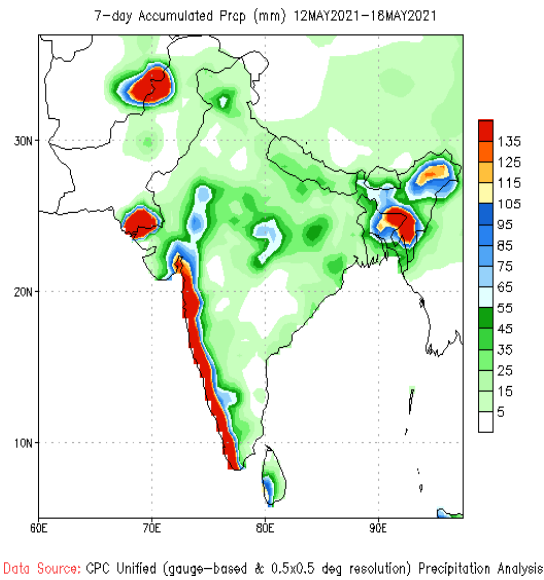 7-day Accumulated Prcp (mm) 12MAY2021-18MAY2021
135
125
115
105
95
85
75
65
55
45
35
25
15
5
30N
20N
10N
60E 70E 80E 90E
Data Source: CPC Unified (gauge-based & 0.5x0.5 deg resolution) Precipitation Analysis